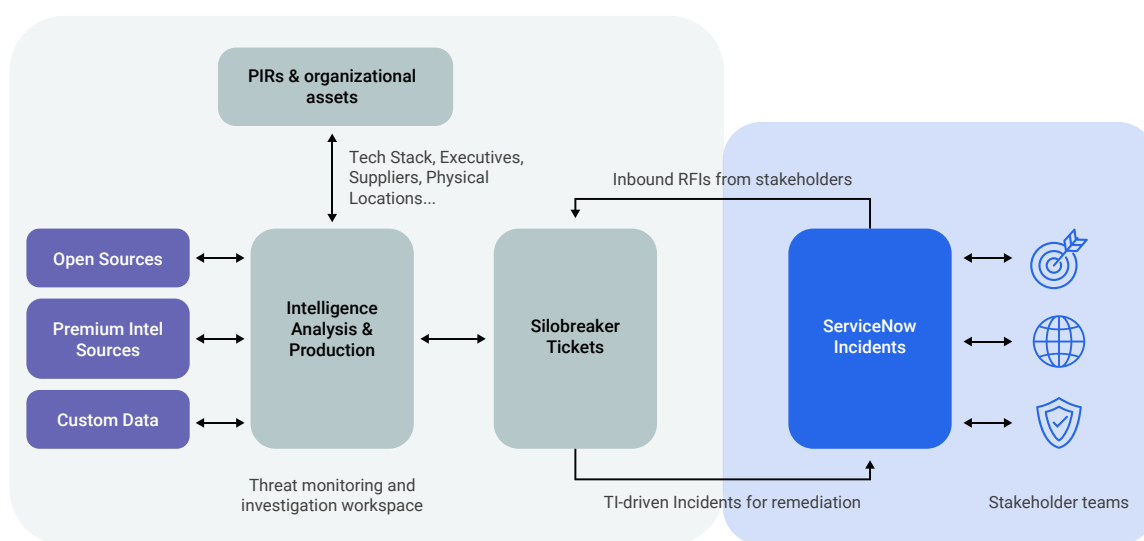 PIRs & organizational
assets
Tech Stack, Executives,
Suppliers, Physical
Locations...
Inbound RFIs from stakeholders
Open Sources
Premium Intel
Sources
Custom Data
Intelligence
Analysis &
Production
Silobreaker
Tickets
ServiceNow
Incidents
Threat monitoring and
investigation workspace
TI-driven Incidents for remediation
Stakeholder teams